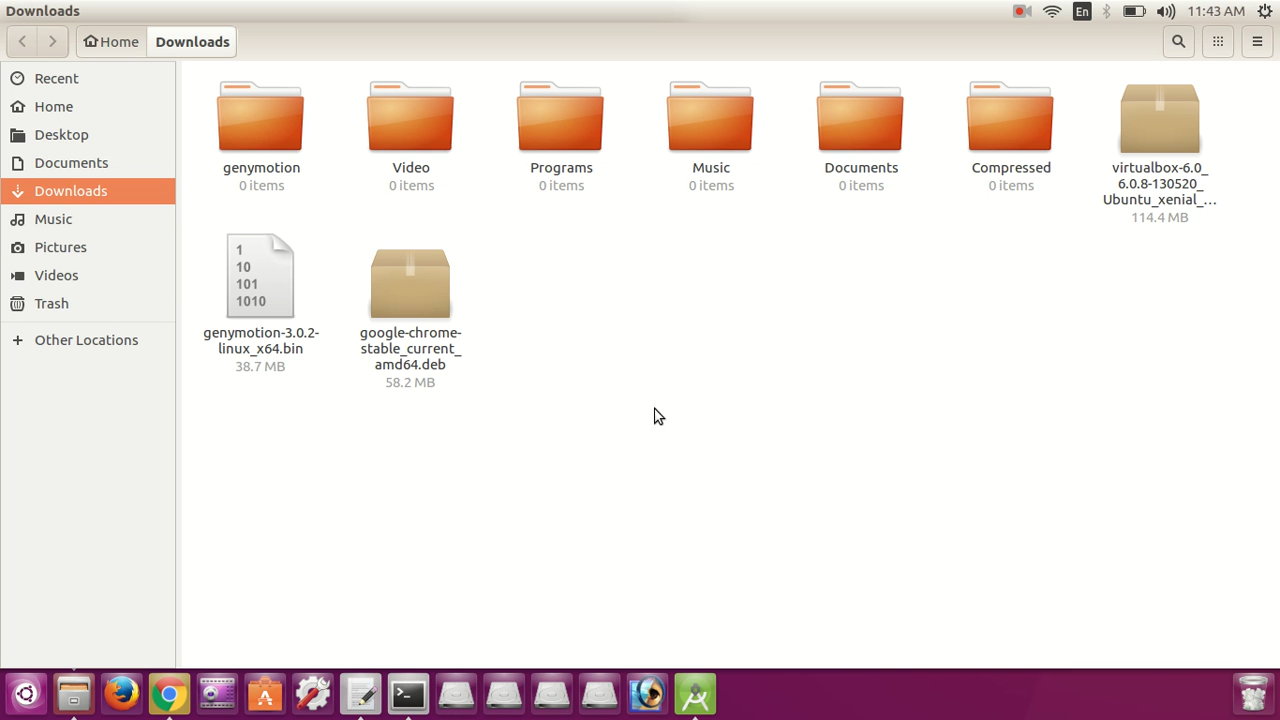 Downloads
En
11:43 AM
Home
Downloads
Recent
Home
Desktop
Documents
Downloads
Music
Pictures
Videos
Trash
Other Locations
genymotion
0 items
Video
0 items
Programs
0 items
Music
0 items
Documents
0 items
Compressed
0 items
virtualbox-6.0_
6.0.8-130520_
Ubuntu_xenial_…
114.4 MB
1
10
101
1010
genymotion-3.0.2-
linux_x64.bin
38.7 MB
google-chrome-
stable_current_
amd64.deb
58.2 MB